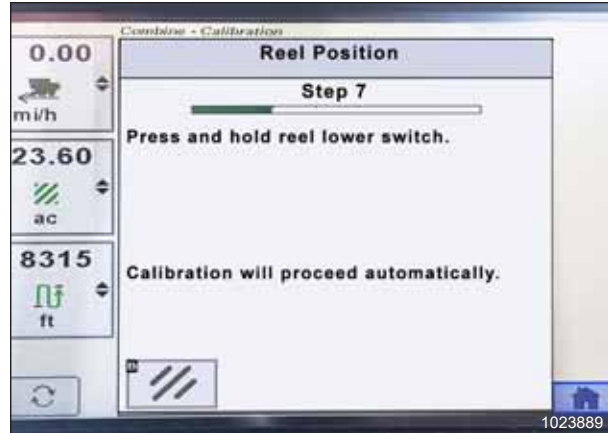 Combine - Calibration
Reel Position
Step 7
Press and hold reel lower switch.
Calibration will proceed automatically.
0.00
mi/h
23.60
ac
8315
ft
1023889